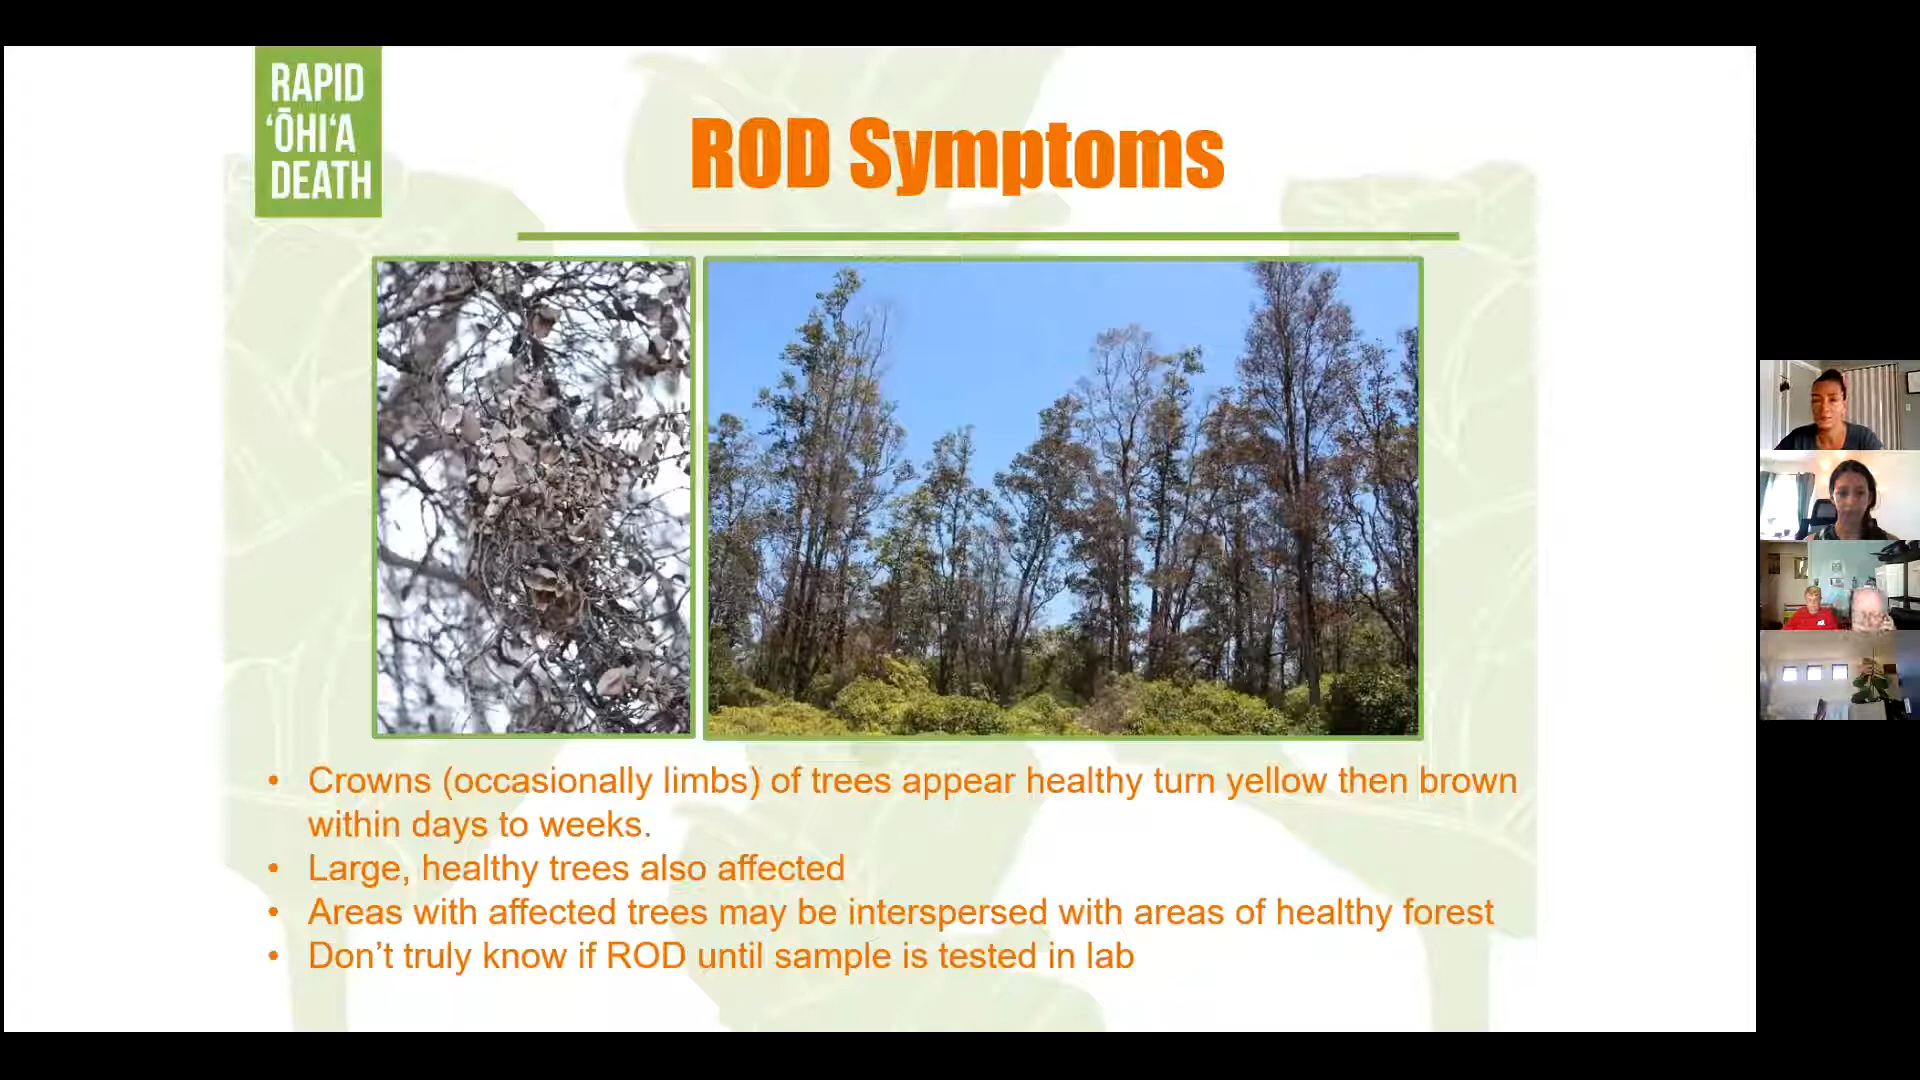 RAPID
‘ŌHI‘A
DEATH
ROD Symptoms
• Crowns (occasionally limbs) of trees appear healthy turn yellow then brown
within days to weeks.
• Large, healthy trees also affected
• Areas with affected trees may be interspersed with areas of healthy forest
• Don’t truly know if ROD until sample is tested in lab